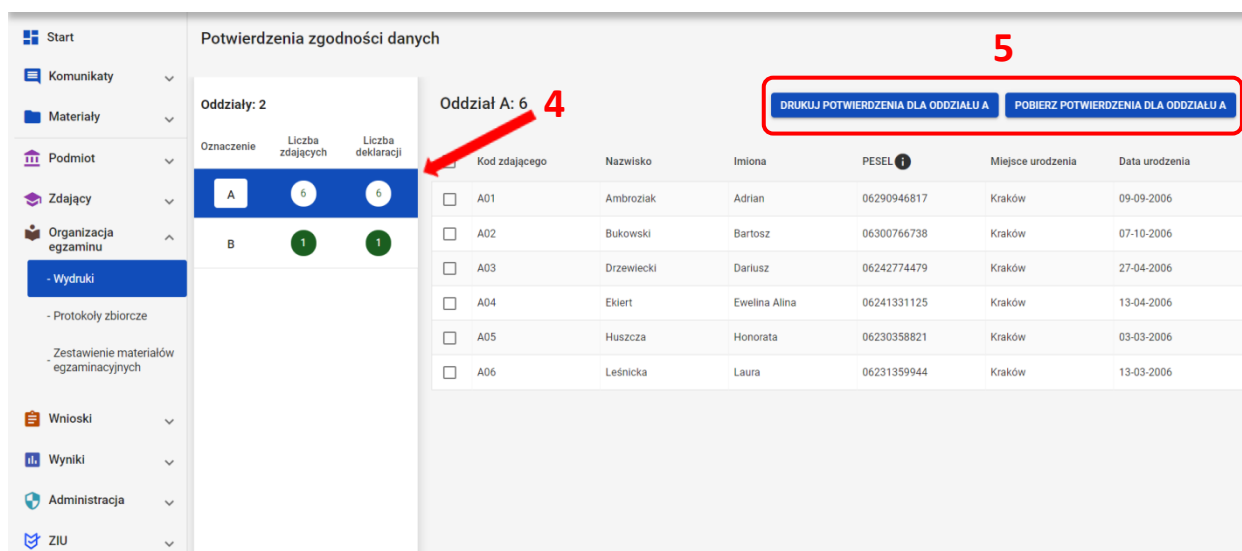 Start
Komunikaty
Materiały
Podmiot
Zdający
Organizacja
egzaminu
- Wydruki
- Protokoły zbiorcze
- Zestawienie materiałów
egzaminacyjnych
Wnioski
Wyniki
Administracja
ZIU
Potwierdzenia zgodności danych
Oddziały: 2
Oznaczenie Liczba zdających Liczba deklaracji
A 6 6
B 1 1
4
5
Oddział A: 6
DRUKUJ POTWIERDZENIA DLA ODDZIAŁU A POBIERZ POTWIERDZENIA DLA ODDZIAŁU A
Kod zdającego Nazwisko Imiona PESEL i Miejsce urodzenia Data urodzenia
A01 Ambroziak Adrian 06290946817 Kraków 09-09-2006
A02 Bukowski Bartosz 06300766738 Kraków 07-10-2006
A03 Drzewiecki Dariusz 06242774479 Kraków 27-04-2006
A04 Ekiert Ewelina Alina 06241331125 Kraków 13-04-2006
A05 Huszcza Honorata 06230358821 Kraków 03-03-2006
A06 Leśnicka Laura 06231359944 Kraków 13-03-2006